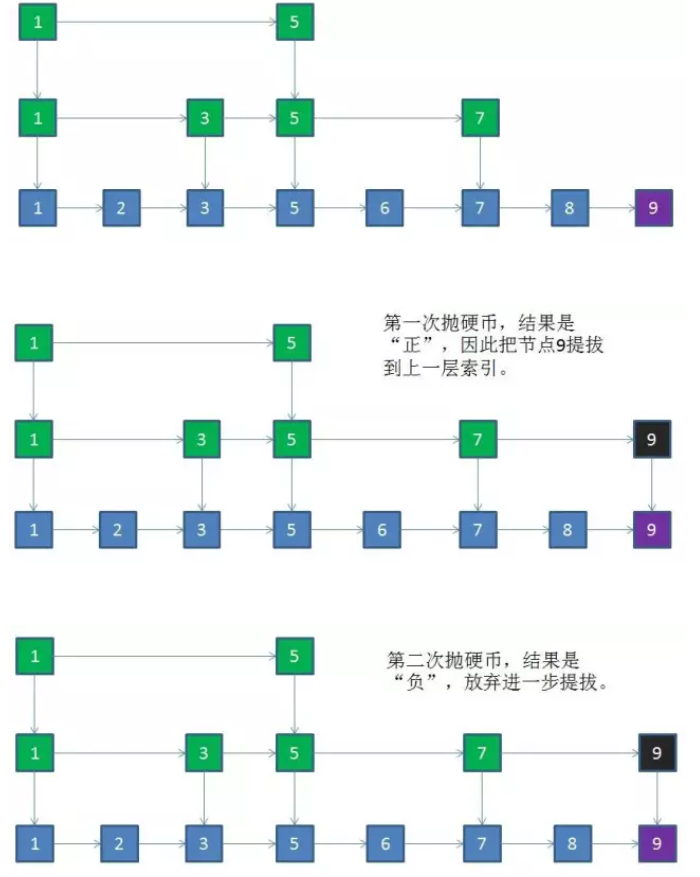 1 5
1 3 5 7
1 2 3 5 6 7 8 9
第一次抛硬币，结果是
“正”，因此把节点9提拔
到上一层索引。
1 5
1 3 5 7 9
1 2 3 5 6 7 8 9
第二次抛硬币，结果是
“负”，放弃进一步提拔。
1 5
1 3 5 7 9
1 2 3 5 6 7 8 9